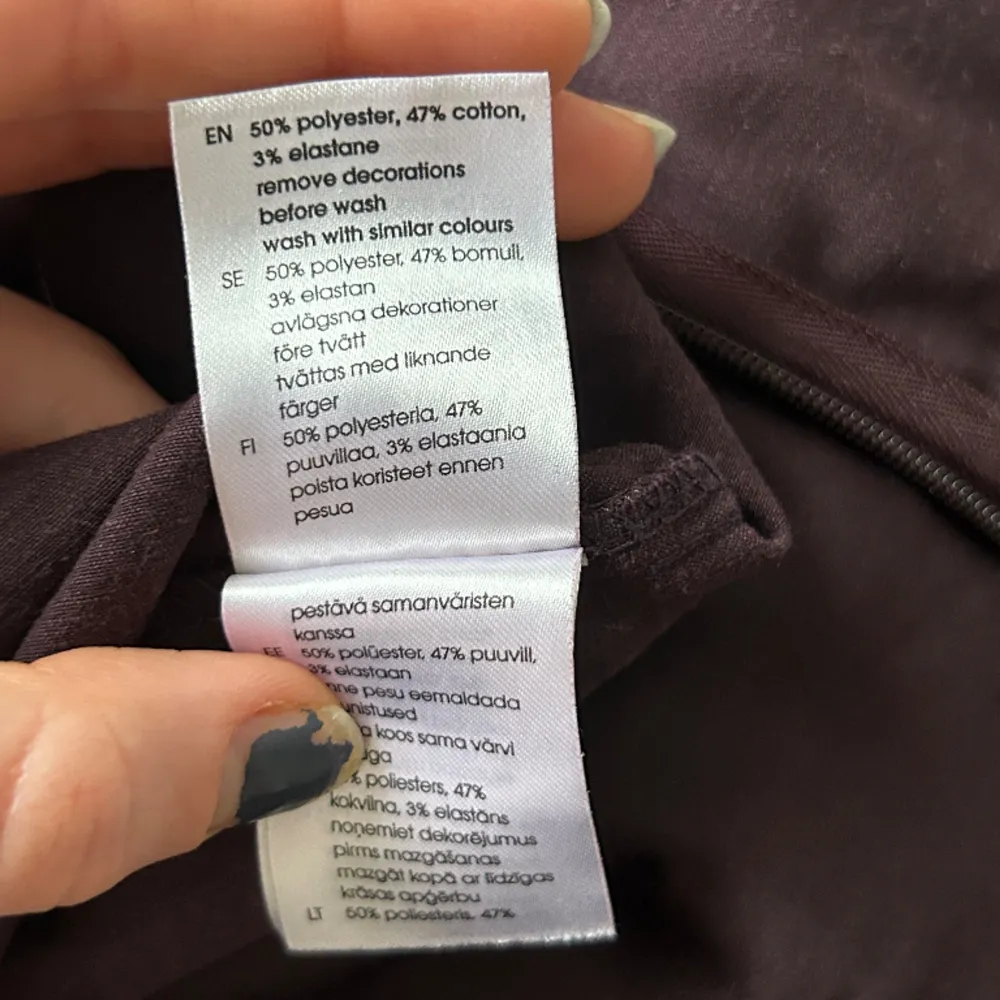 EN 50% polyester, 47% cotton,
3% elastane
remove decorations
before wash
wash with similar colours
SE 50% polyester, 47% bomull,
3% elastan
avlägsna dekorationer
före tvätt
tvättas med liknande
färger
FI 50% polyesteria, 47%
puuvillaa, 3% elastaania
poista koristeet ennen
pesua
pestävä samanväristen
kanssa
EE 50% polüester, 47% puuvill,
3% elastaan
pesu eemaldada
koos sama värvi
poliesters, 47%
kokvilna, 3% elastāns
noņemiet dekorējumus
pirms mazgāšanas
mazgāt kopā ar līdzīgas
krāsas apģērbu
LT 50% poliesteris, 47%